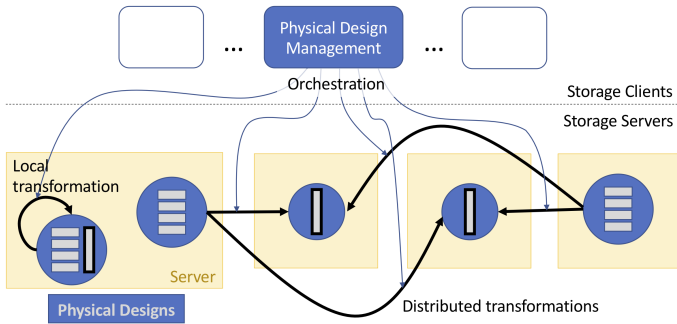 Physical Design
Management
...
...
Orchestration
Storage Clients
Storage Servers
Local
transformation
Server
Physical Designs
Distributed transformations